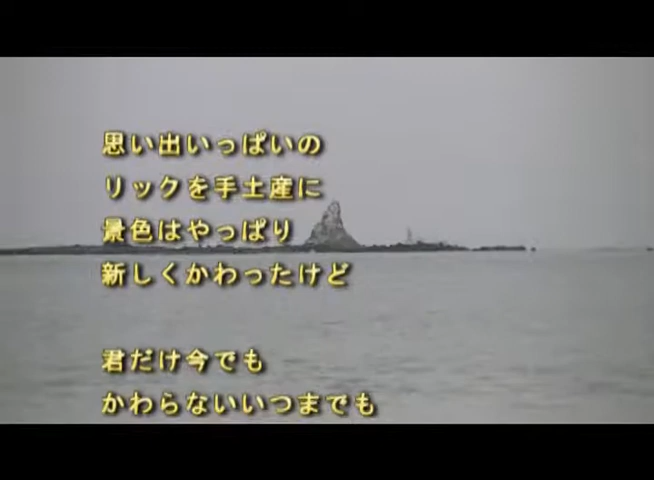 思い出いっぱいの
リックを手土産に
景色はやっぱり
新しくかわったけど
君だけ今でも
かわらないいつまでも